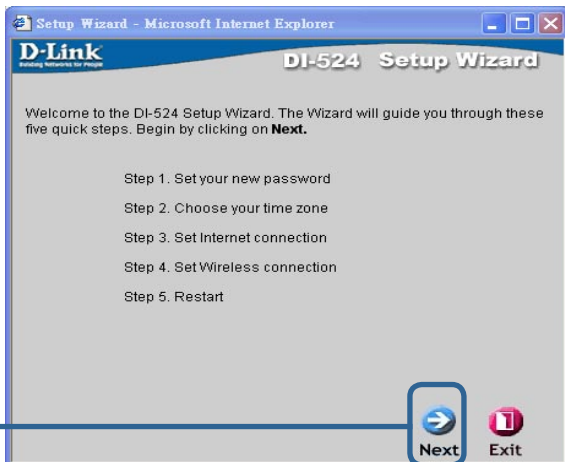 Setup Wizard - Microsoft Internet Explorer
D-Link
Building Networks for People
DI-524 Setup Wizard
Welcome to the DI-524 Setup Wizard. The Wizard will guide you through these
five quick steps. Begin by clicking on Next.
Step 1. Set your new password
Step 2. Choose your time zone
Step 3. Set Internet connection
Step 4. Set Wireless connection
Step 5. Restart
Next Exit